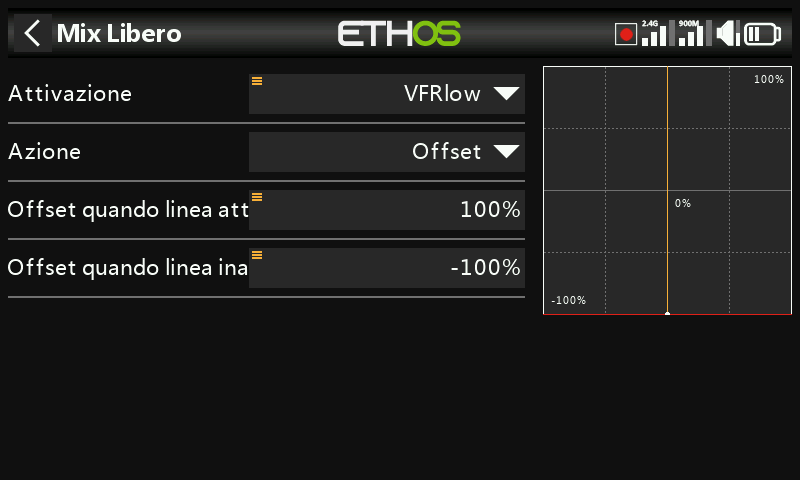 Mix Libero
ETHOS
2.4G
900M
Attivazione
VFRlow
Azione
Offset
Offset quando linea att
100%
Offset quando linea ina
-100%
100%
0%
-100%